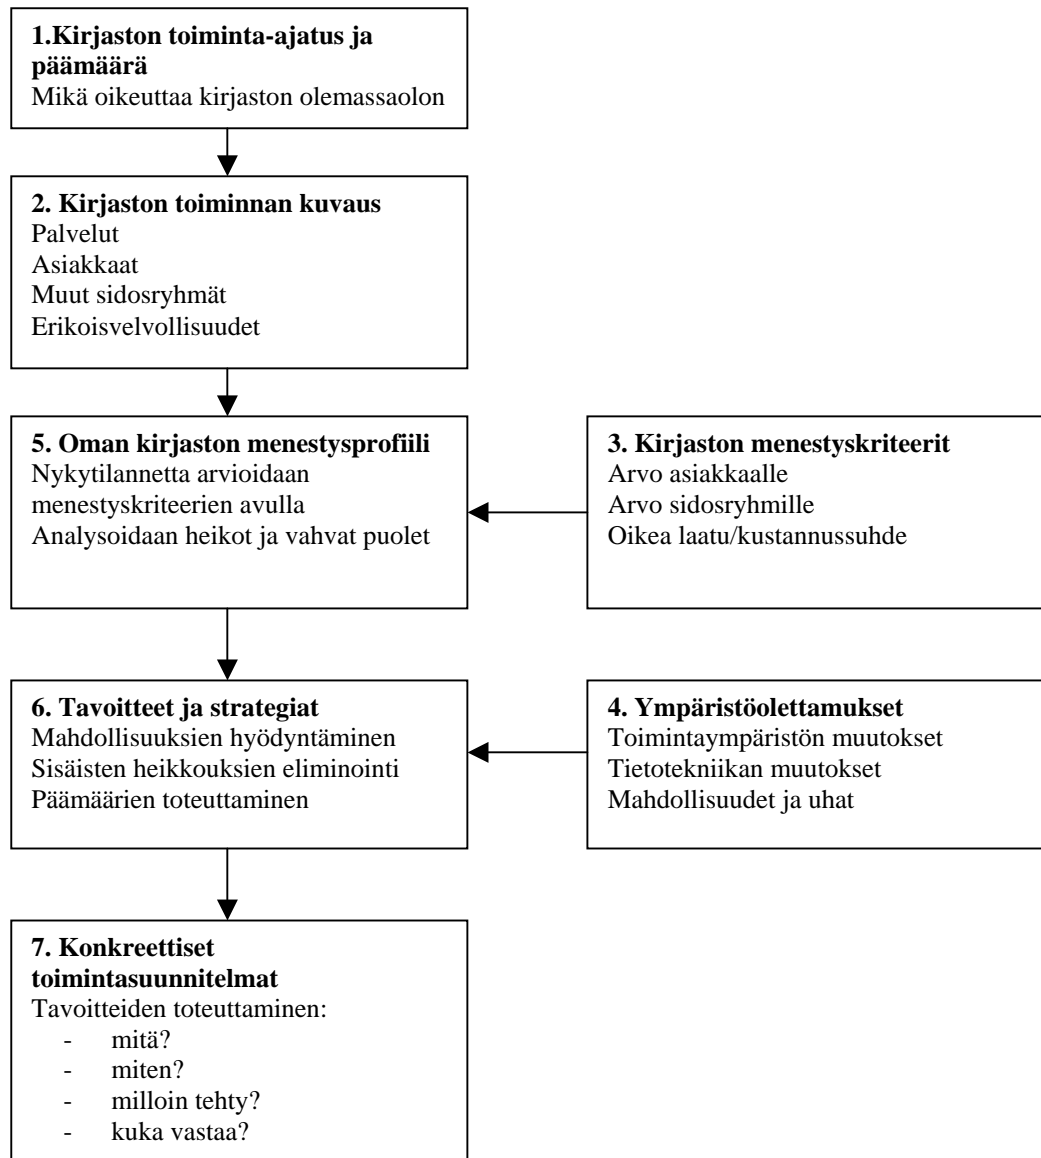 1.Kirjaston toiminta-ajatus ja
päämäärä
Mikä oikeuttaa kirjaston olemassaolon
2. Kirjaston toiminnan kuvaus
Palvelut
Asiakkaat
Muut sidosryhmät
Erikoisvelvollisuudet
5. Oman kirjaston menestysprofiili
Nykytilannetta arvioidaan
menestyskriteerien avulla
Analysoidaan heikot ja vahvat puolet
3. Kirjaston menestyskriteerit
Arvo asiakkaalle
Arvo sidosryhmille
Oikea laatu/kustannussuhde
6. Tavoitteet ja strategiat
Mahdollisuuksien hyödyntäminen
Sisäisten heikkouksien eliminointi
Päämäärien toteuttaminen
4. Ympäristöolettamukset
Toimintaympäristön muutokset
Tietotekniikan muutokset
Mahdollisuudet ja uhat
7. Konkreettiset
toimintasuunnitelmat
Tavoitteiden toteuttaminen:
- mitä?
- miten?
- milloin tehty?
- kuka vastaa?